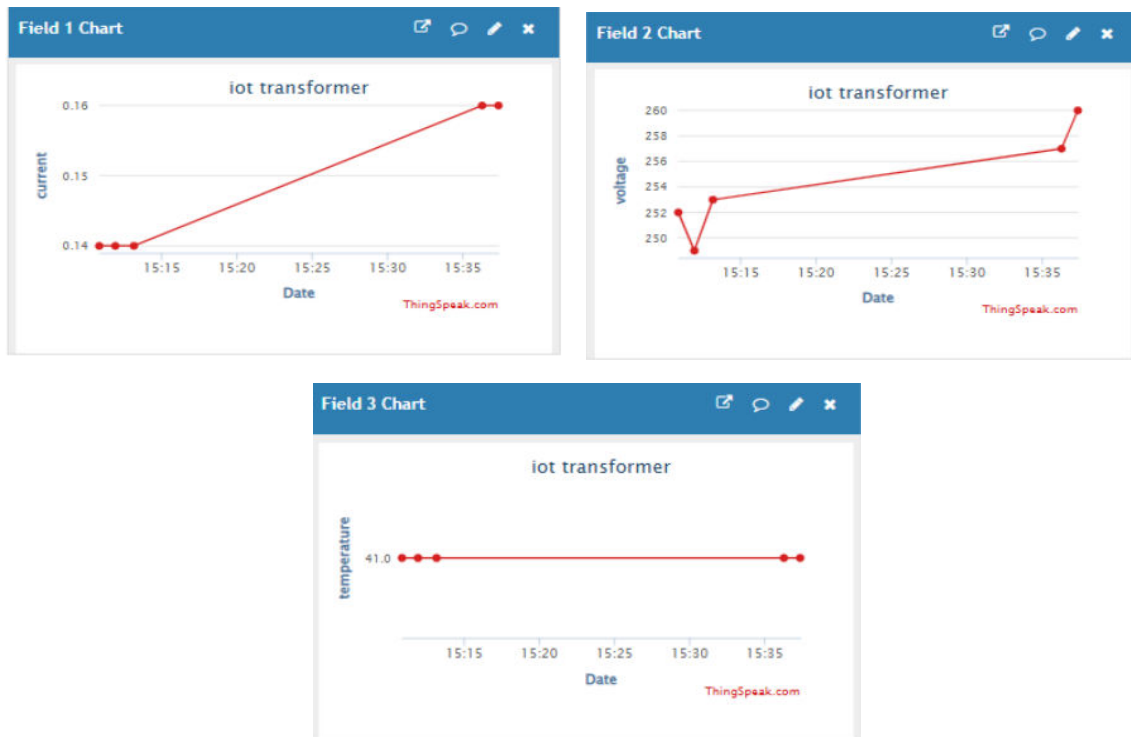 Field 1 Chart
iot transformer
0.16
0.15
0.14
current
15:15 15:20 15:25 15:30 15:35
Date
ThingSpeak.com
Field 2 Chart
iot transformer
260
258
256
254
252
250
voltage
15:15 15:20 15:25 15:30 15:35
Date
ThingSpeak.com
Field 3 Chart
iot transformer
41.0
temperature
15:15 15:20 15:25 15:30 15:35
Date
ThingSpeak.com